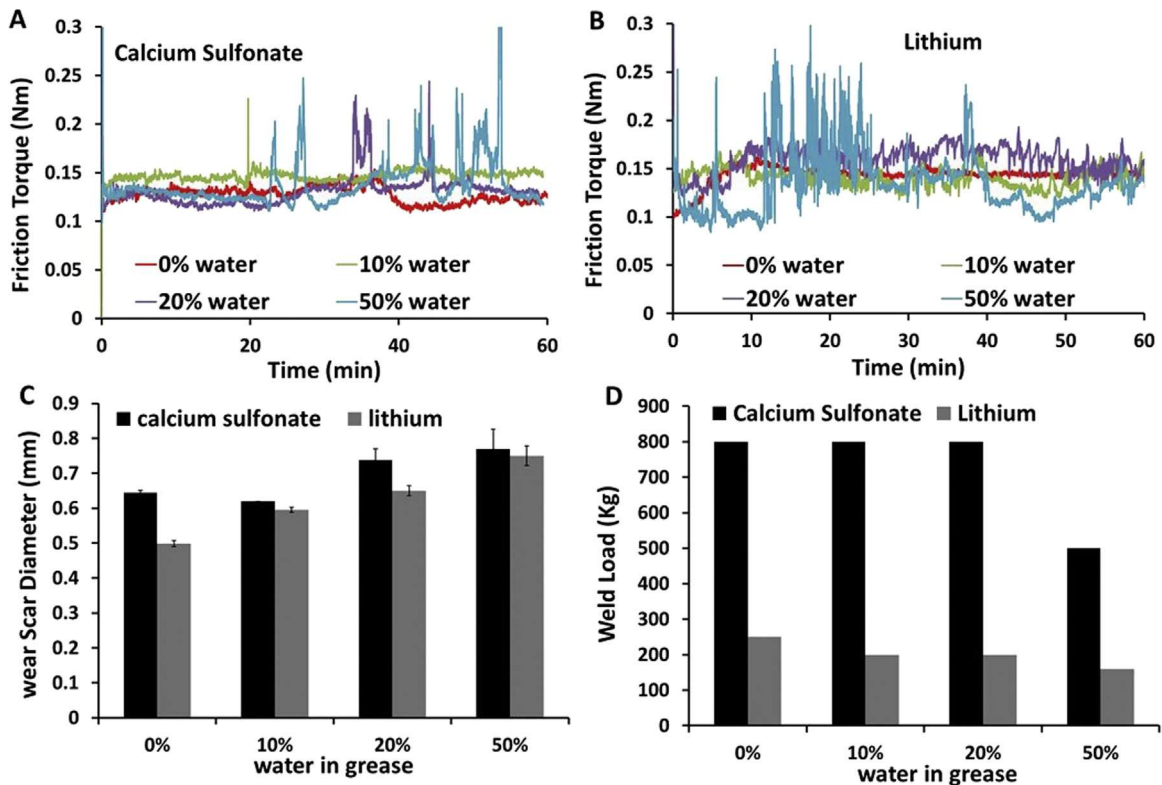 A
Calcium Sulfonate
Friction Torque (Nm)
0.3
0.25
0.2
0.15
0.1
0.05
0
0% water
10% water
20% water
50% water
0
20
40
60
Time (min)
B
Lithium
Friction Torque (Nm)
0.3
0.25
0.2
0.15
0.1
0.05
0
0% water
10% water
20% water
50% water
0
10
20
30
40
50
60
Time (min)
C
calcium sulfonate
lithium
wear Scar Diameter (mm)
0.9
0.8
0.7
0.6
0.5
0.4
0.3
0.2
0.1
0
0%
10%
20%
50%
water in grease
D
Calcium Sulfonate
Lithium
Weld Load (Kg)
900
800
700
600
500
400
300
200
100
0
0%
10%
20%
50%
water in grease